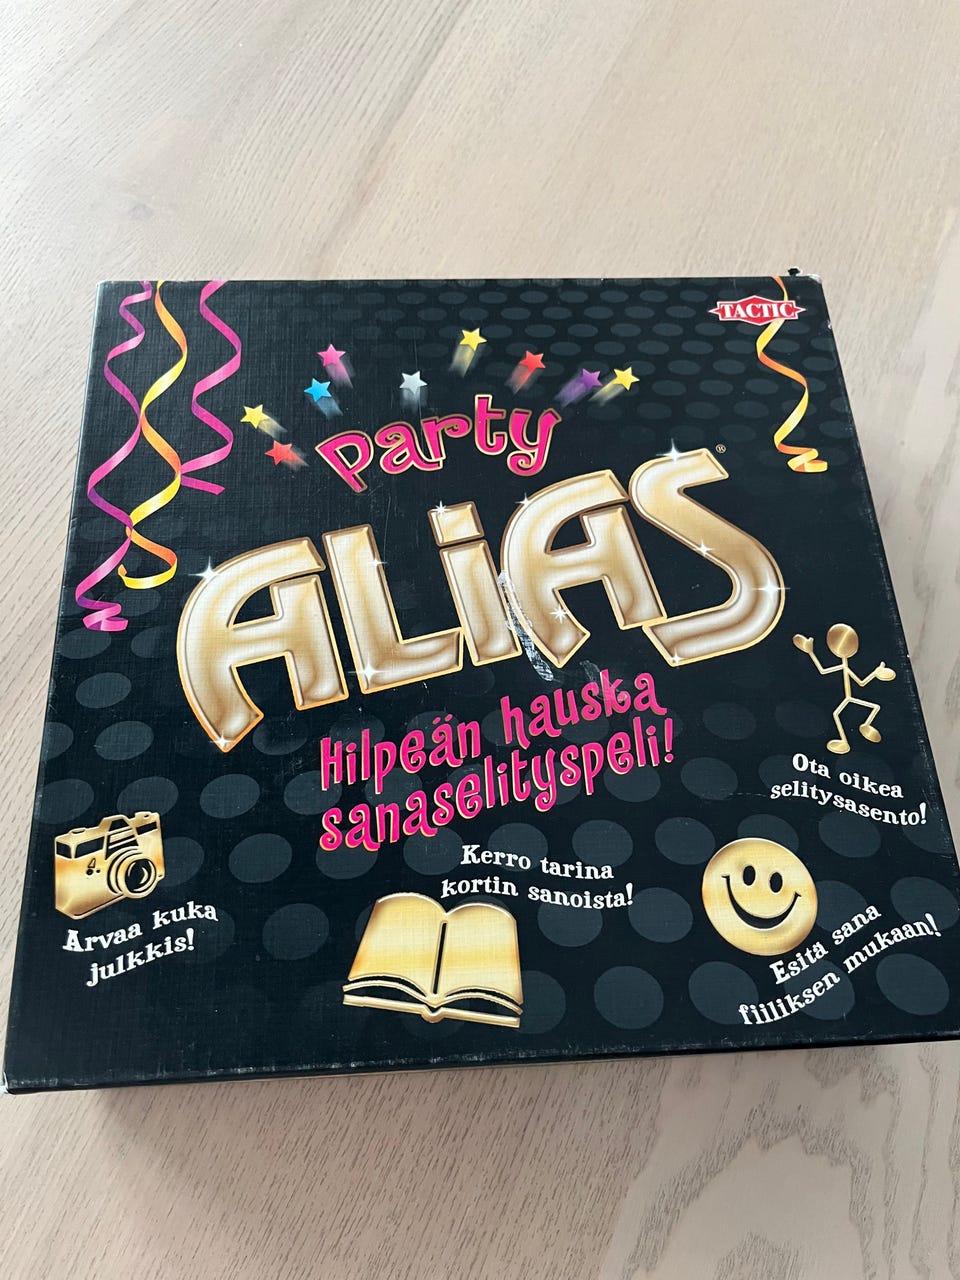 TACTIC
Party
ALiAS®
Hilpeän hauska
sanaselityspeli!
Ota oikea
selitysasento!
Kerro tarina
kortin sanoista!
Arvaa kuka
julkkis!
Esitä sana
fiiliksen mukaan!